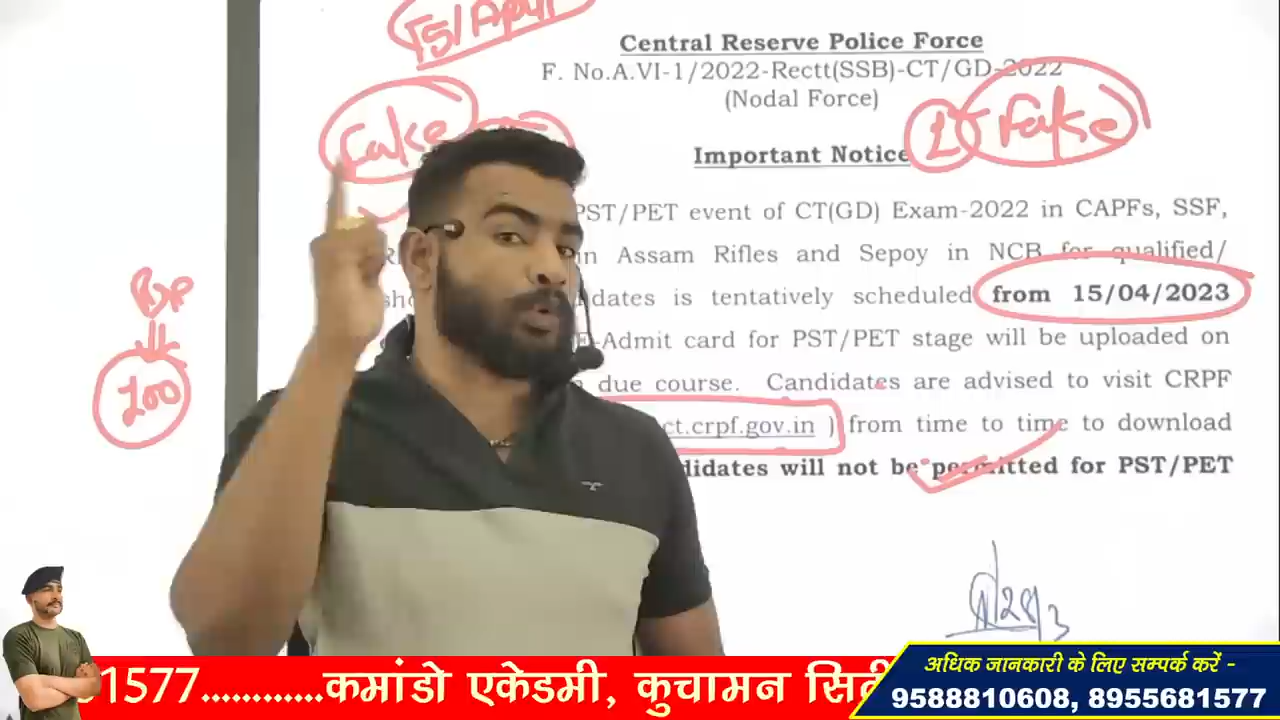 15/April
Central Reserve Police Force
F. No.A.VI-1/2022-Rectt(SSB)-CT/GD-2022
(Nodal Force)
Fake
Important Notice
1
Fake
PST/PET event of CT(GD) Exam-2022 in CAPFs, SSF,
in Assam Rifles and Sepoy in NCB for qualified/
dates is tentatively scheduled from 15/04/2023
E-Admit card for PST/PET stage will be uploaded on
due course. Candidates are advised to visit CRPF
ct.crpf.gov.in ) from time to time to download
didates will not be permitted for PST/PET
100
28/3
1577............कमांडो एकेडमी, कुचामन सिटी
अधिक जानकारी के लिए सम्पर्क करें -
9588810608, 8955681577